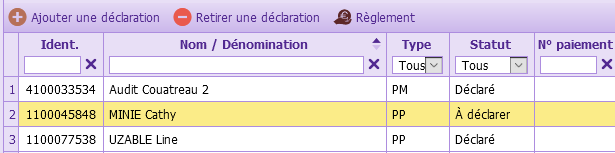 Ajouter une déclaration Retirer une déclaration Règlement
Ident. Nom / Dénomination Type Statut N° paiement
Tous Tous
1 4100033534 Audit Couatreau 2 PM Déclaré
2 1100045848 MINIE Cathy PP À déclarer
3 1100077538 UZABLE Line PP Déclaré